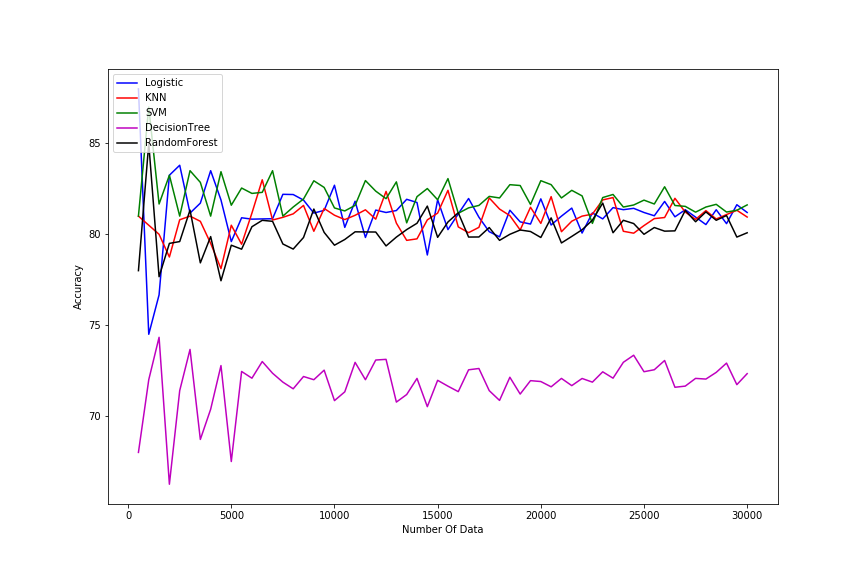 Logistic
KNN
SVM
DecisionTree
RandomForest
85
80
75
70
Accuracy
0 5000 10000 15000 20000 25000 30000
Number Of Data